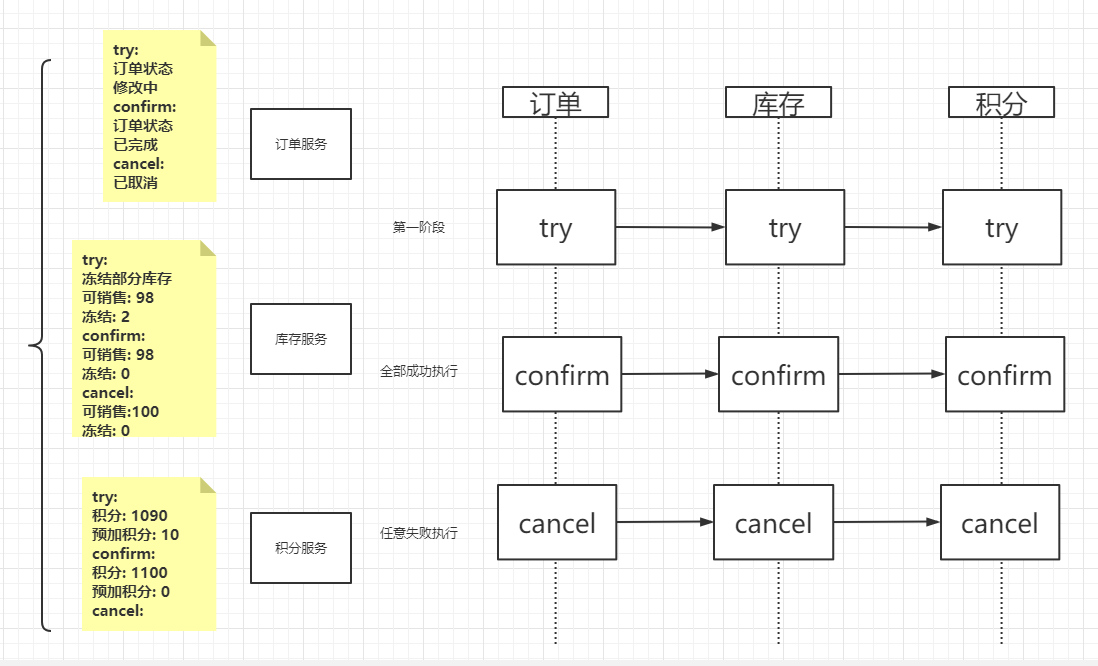 try:
订单状态
修改中
confirm:
订单状态
已完成
cancel:
已取消
订单服务
try:
冻结部分库存
可销售: 98
冻结: 2
confirm:
可销售: 98
冻结: 0
cancel:
可销售:100
冻结: 0
库存服务
try:
积分: 1090
预加积分: 10
confirm:
积分: 1100
预加积分: 0
cancel:
积分服务
订单
库存
积分
第一阶段
try
try
try
全部成功执行
confirm
confirm
confirm
任意失败执行
cancel
cancel
cancel